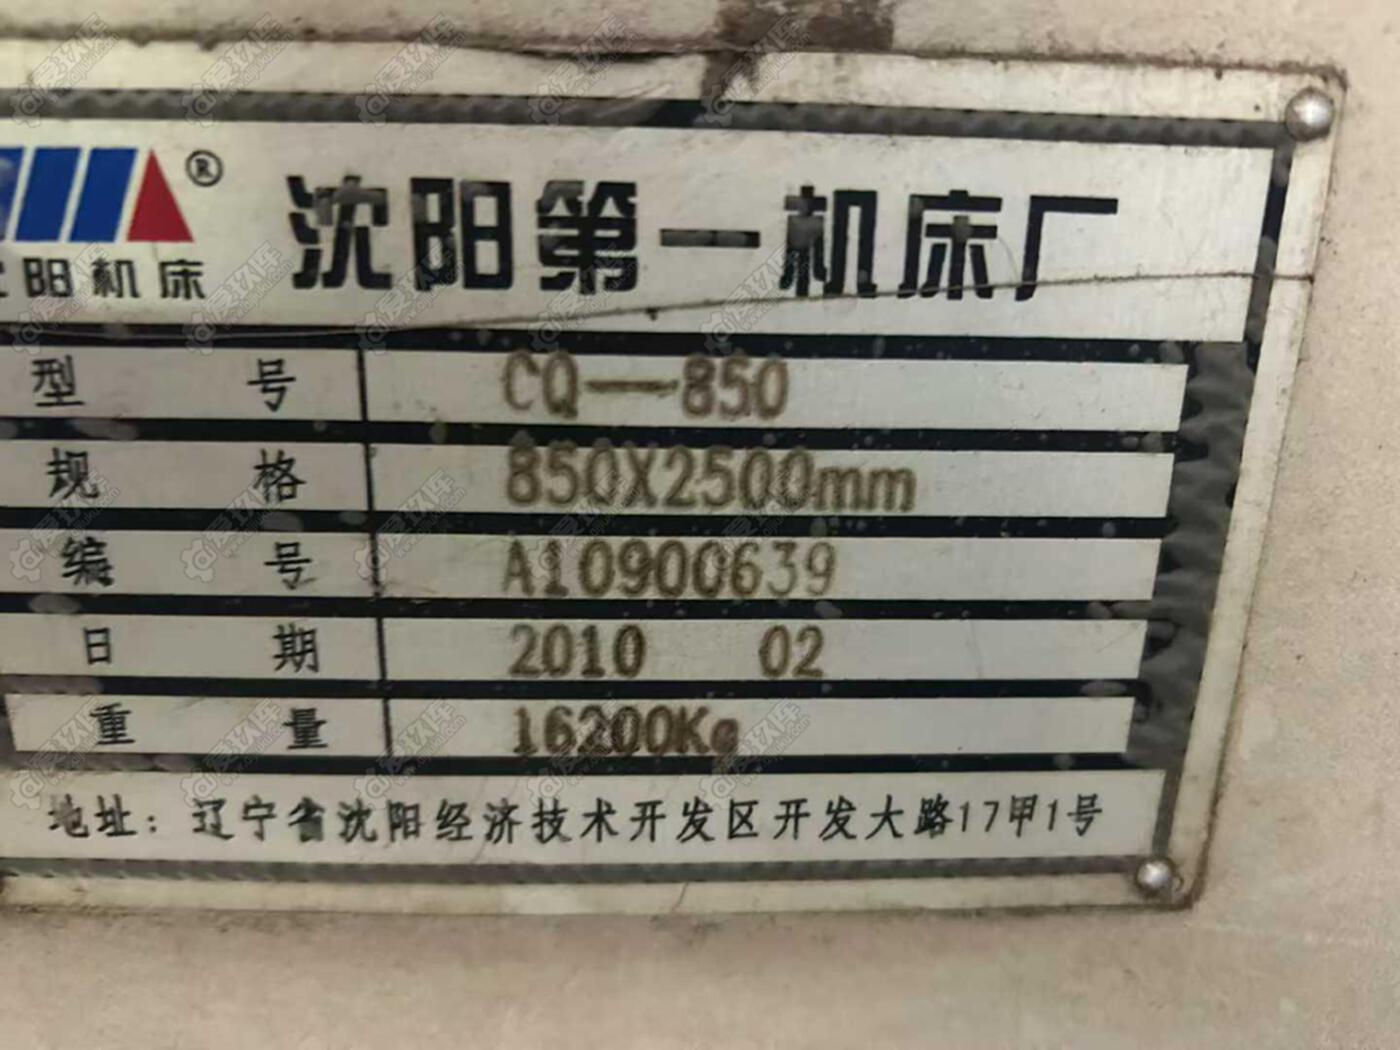 ®
沈阳机床
沈阳第一机床厂
型 号 CQ—850
规 格 850X2500mm
编 号 A10900639
日 期 2010 02
重 量 16200Kg
地址：辽宁省沈阳经济技术开发区开发大路17甲1号